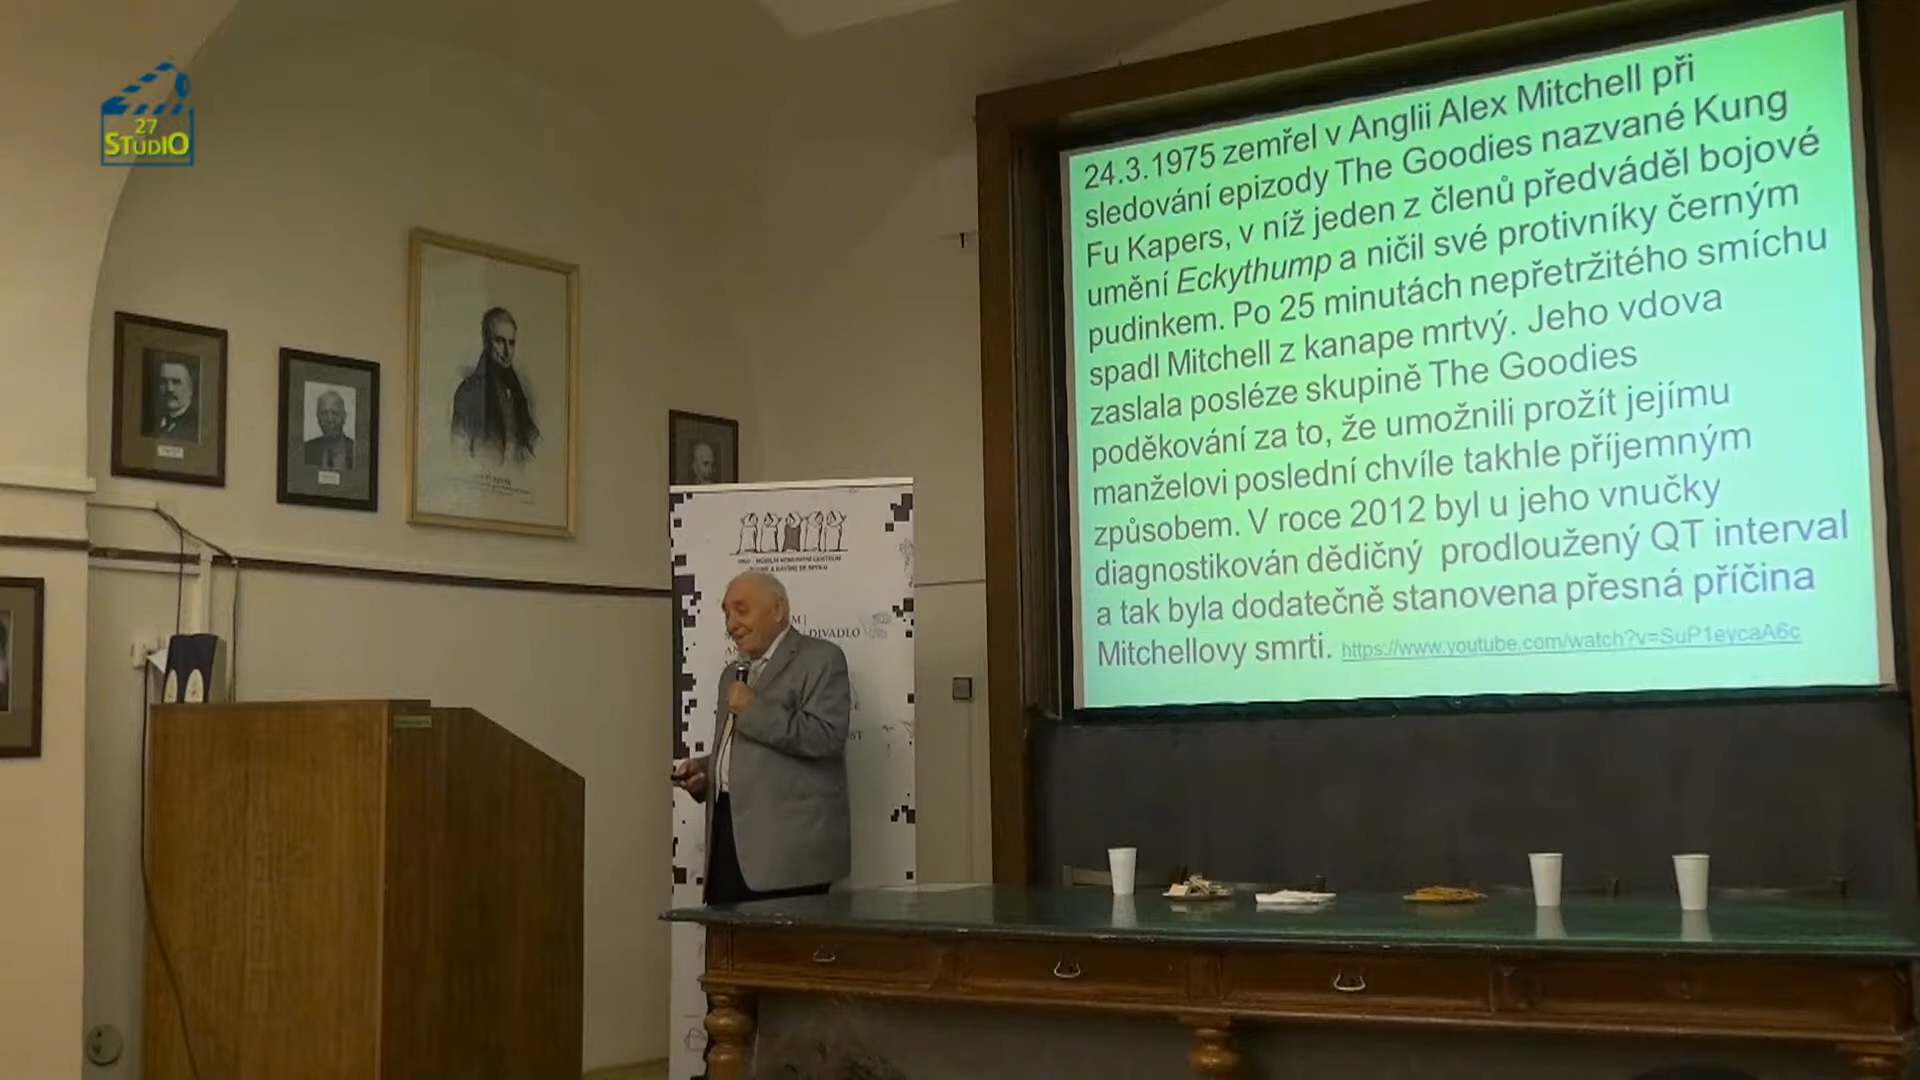 27
STUDIO
24.3.1975 zemřel v Anglii Alex Mitchell při
sledování epizody The Goodies nazvané Kung
Fu Kapers, v níž jeden z členů předváděl bojové
umění Eckythump a ničil své protivníky černým
pudinkem. Po 25 minutách nepřetržitého smíchu
spadl Mitchell z kanape mrtvý. Jeho vdova
zaslala posléze skupině The Goodies
poděkování za to, že umožnili prožít jejímu
manželovi poslední chvíle takhle příjemným
způsobem. V roce 2012 byl u jeho vnučky
diagnostikován dědičný prodloužený QT interval
a tak byla dodatečně stanovena přesná příčina
Mitchellovy smrti. https://www.youtube.com/watch?v=SuP1evcaA6c
DIVADLO